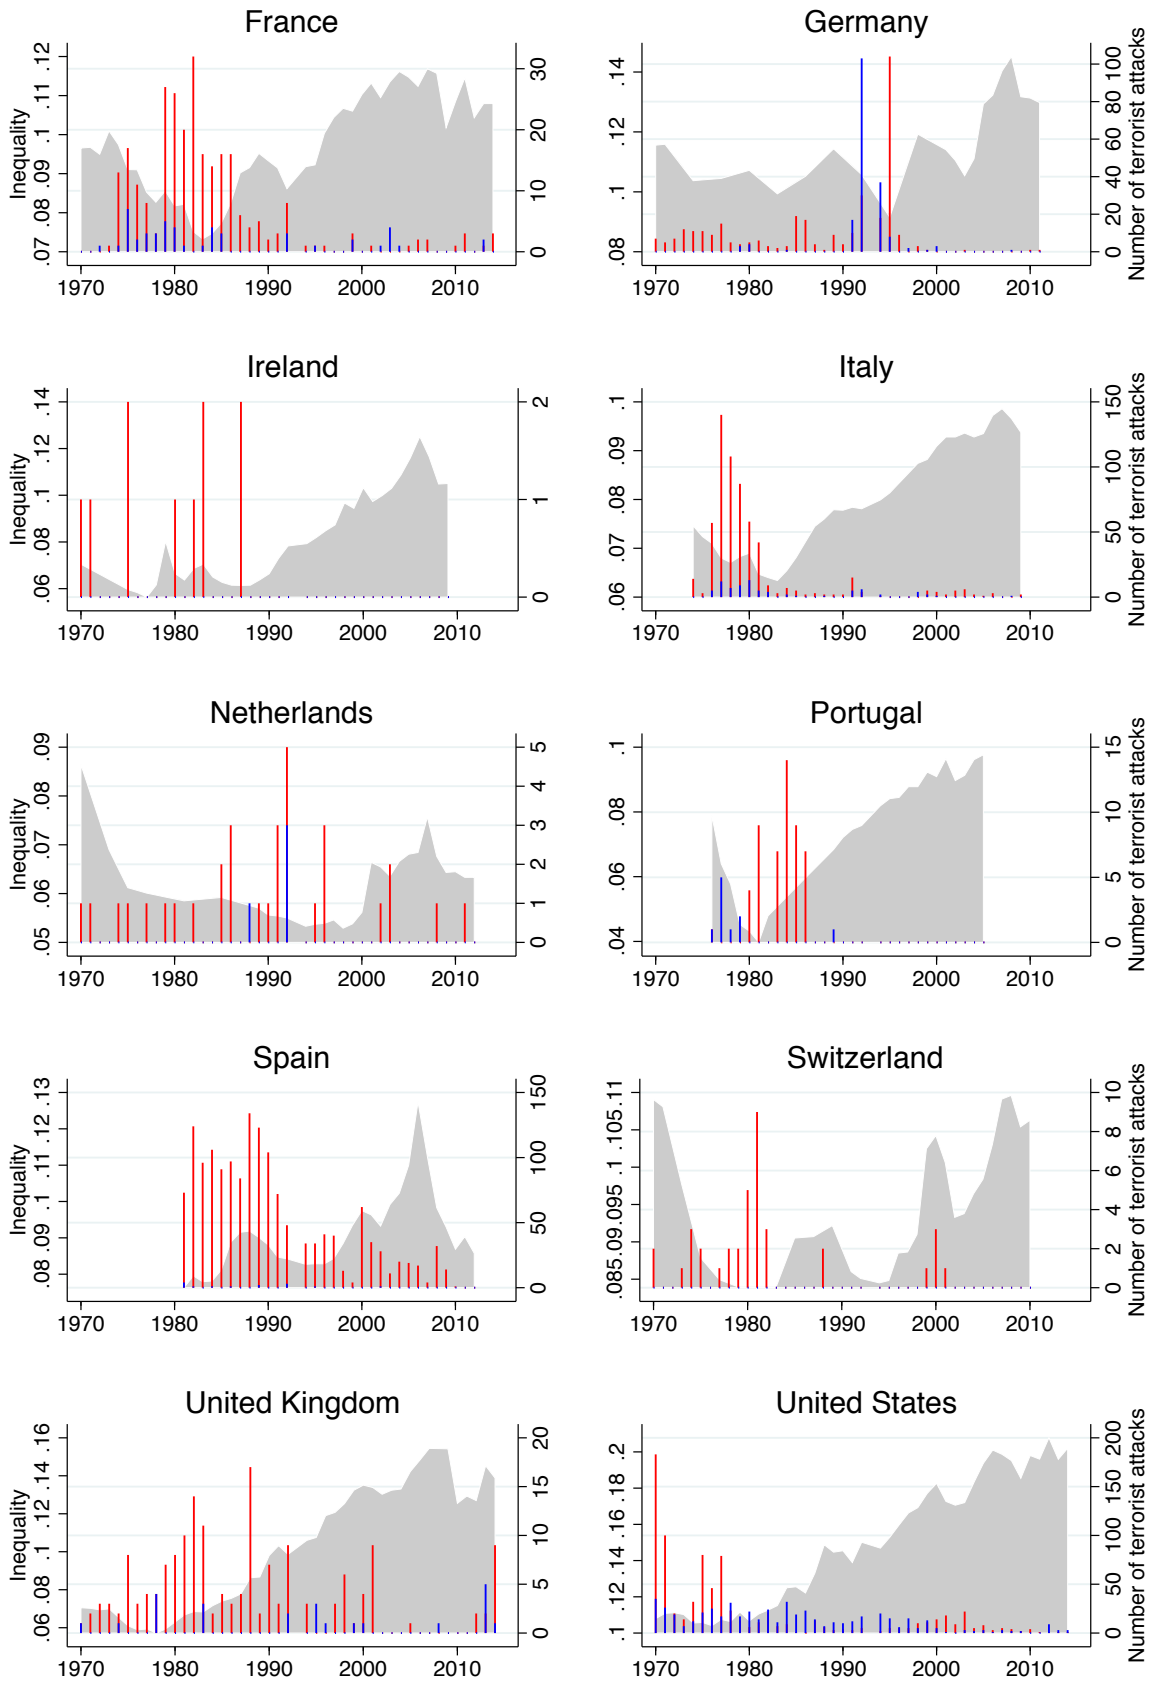 France
Germany
Inequality
.07 .08 .09 .1 .11 .12
0 10 20 30
1970 1980 1990 2000 2010
.08 .1 .12 .14
0 20 40 60 80 100
Number of terrorist attacks
1970 1980 1990 2000 2010
Ireland
Italy
Inequality
.06 .08 .1 .12 .14
0 1 2
1970 1980 1990 2000 2010
.06 .07 .08 .09 .1
0 50 100 150
Number of terrorist attacks
1970 1980 1990 2000 2010
Netherlands
Portugal
Inequality
.05 .06 .07 .08 .09
0 1 2 3 4 5
1970 1980 1990 2000 2010
.04 .06 .08 .1
0 5 10 15
Number of terrorist attacks
1970 1980 1990 2000 2010
Spain
Switzerland
Inequality
.08 .09 .1 .11 .12 .13
0 50 100 150
1970 1980 1990 2000 2010
.085 .09 .095 .1 .105 .11
0 2 4 6 8 10
Number of terrorist attacks
1970 1980 1990 2000 2010
United Kingdom
United States
Inequality
.06 .08 .1 .12 .14 .16
0 5 10 15 20
1970 1980 1990 2000 2010
.1 .12 .14 .16 .18 .2
0 50 100 150 200
Number of terrorist attacks
1970 1980 1990 2000 2010